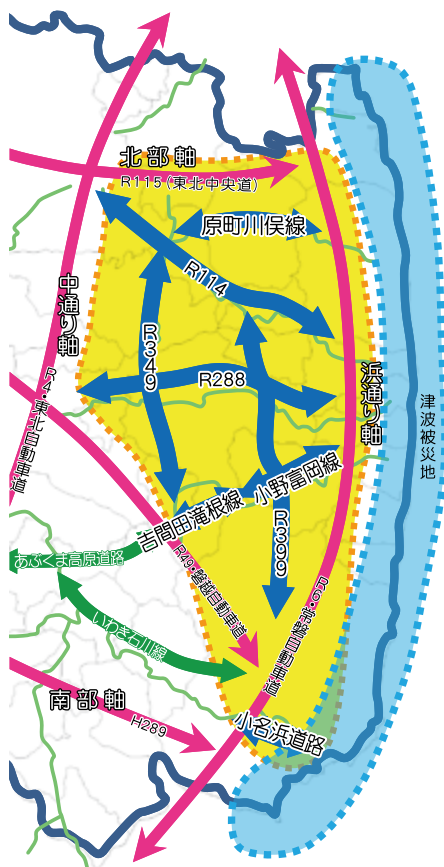 北部軸
R115(東北中央道)
原町川俣線
R114
中通り軸
R349
R288
浜通り軸
R4・東北自動車道
津波被災地
吉間田滝根線
小野富岡線
R399
あぶくま高原道路
R49・磐越自動車道
R6・常磐自動車道
いわき石川線
南部軸
H289
小名浜道路